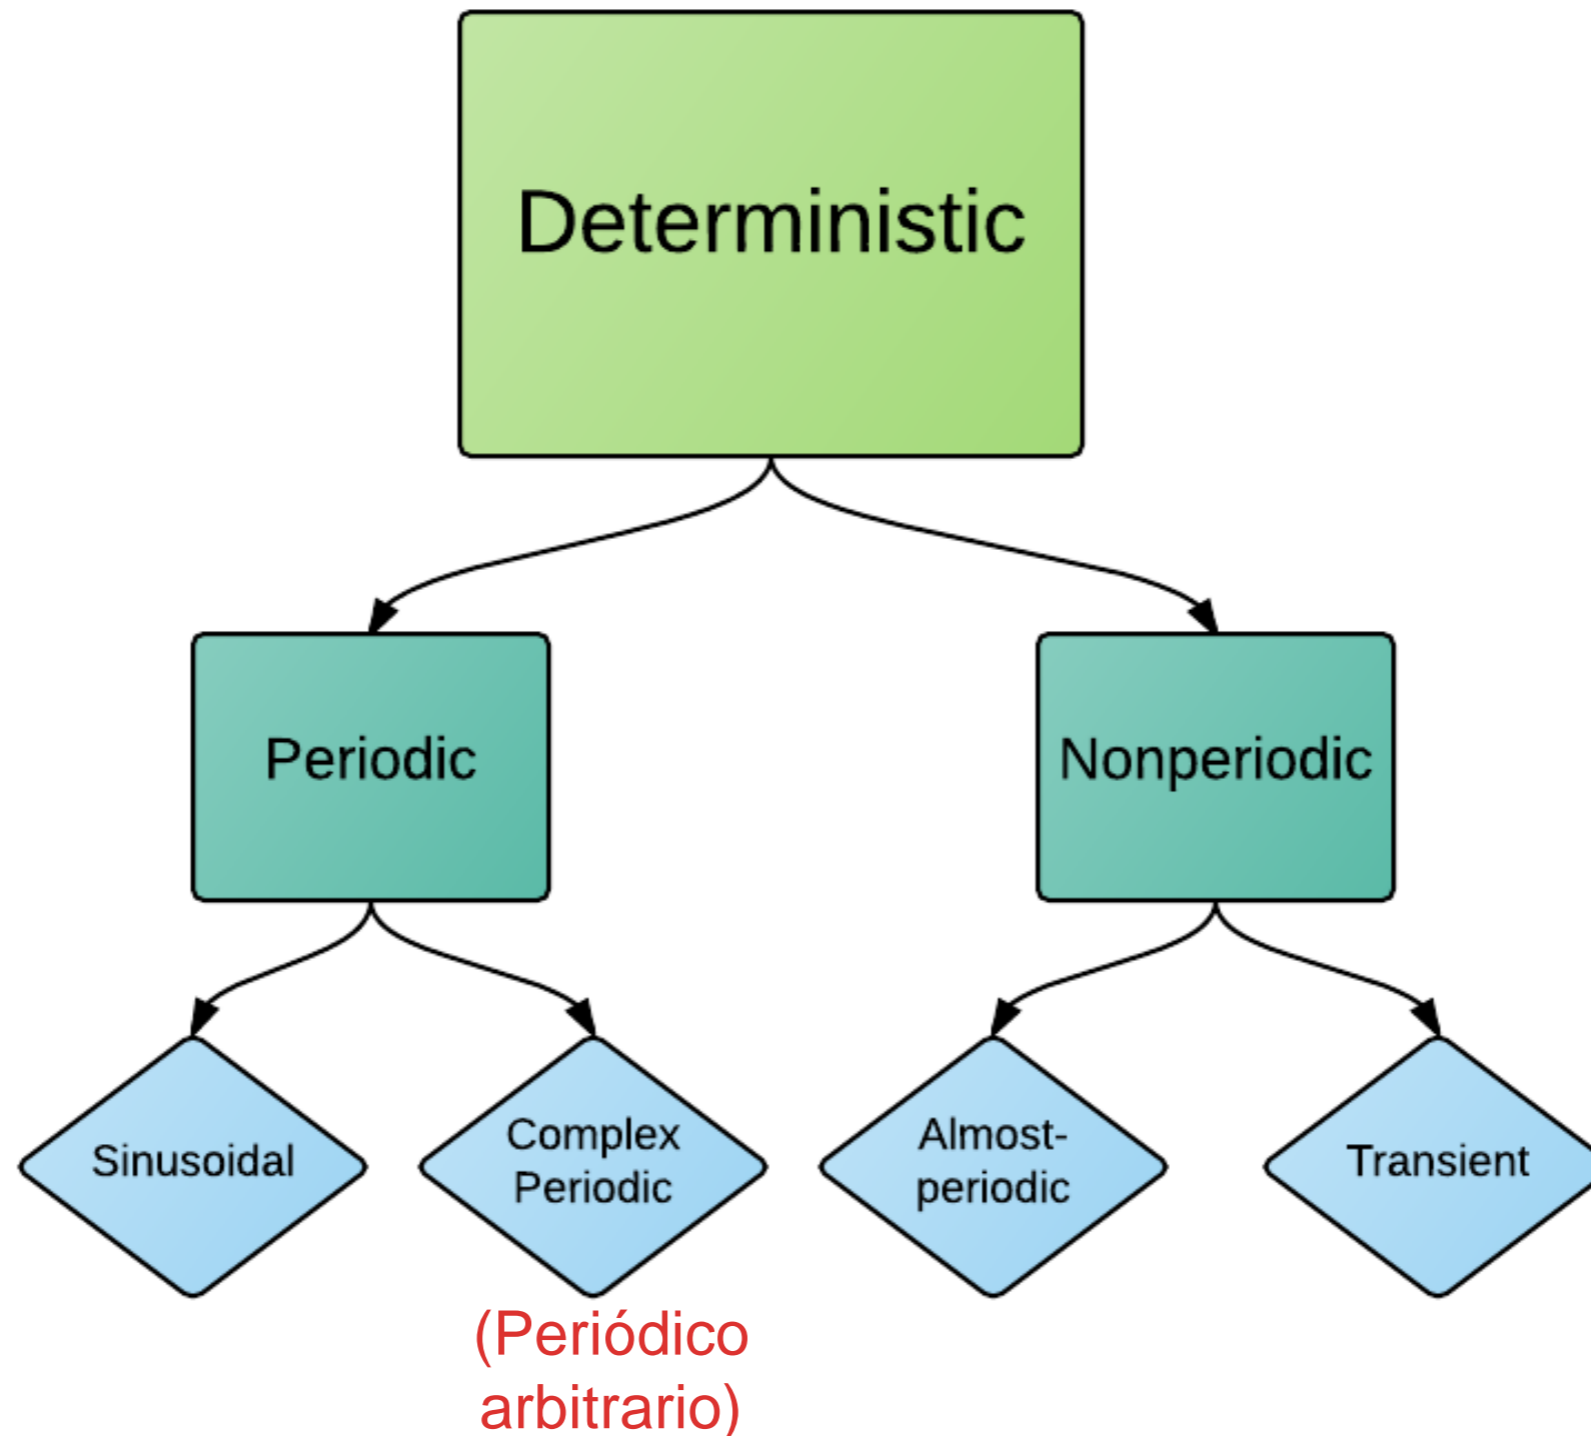 Deterministic
Periodic
Nonperiodic
Sinusoidal
Complex
Periodic
Almost-
periodic
Transient
(Periódico
arbitrario)